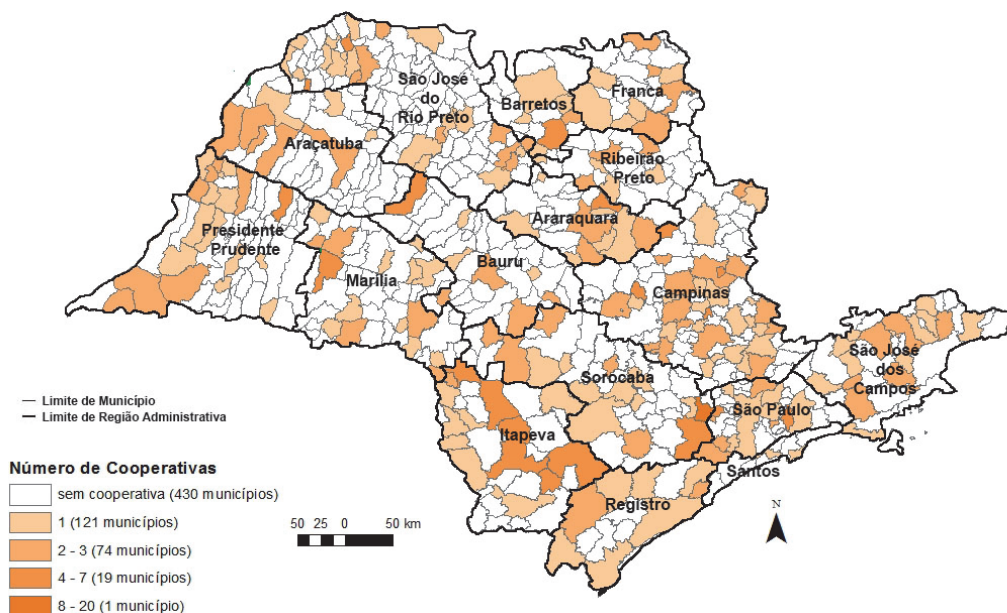 São José
do
Rio Preto
Barretos
Franca
Araçatuba
Ribeirão
Preto
Araraquara
Presidente
Prudente
Bauru
Marília
Campinas
São José
dos
Campos
Sorocaba
São Paulo
Itapeva
Santos
Registro
Limite de Município
Limite de Região Administrativa
Número de Cooperativas
sem cooperativa (430 municípios)
1 (121 municípios)
2 - 3 (74 municípios)
4 - 7 (19 municípios)
8 - 20 (1 município)
50 25 0 50 km
N